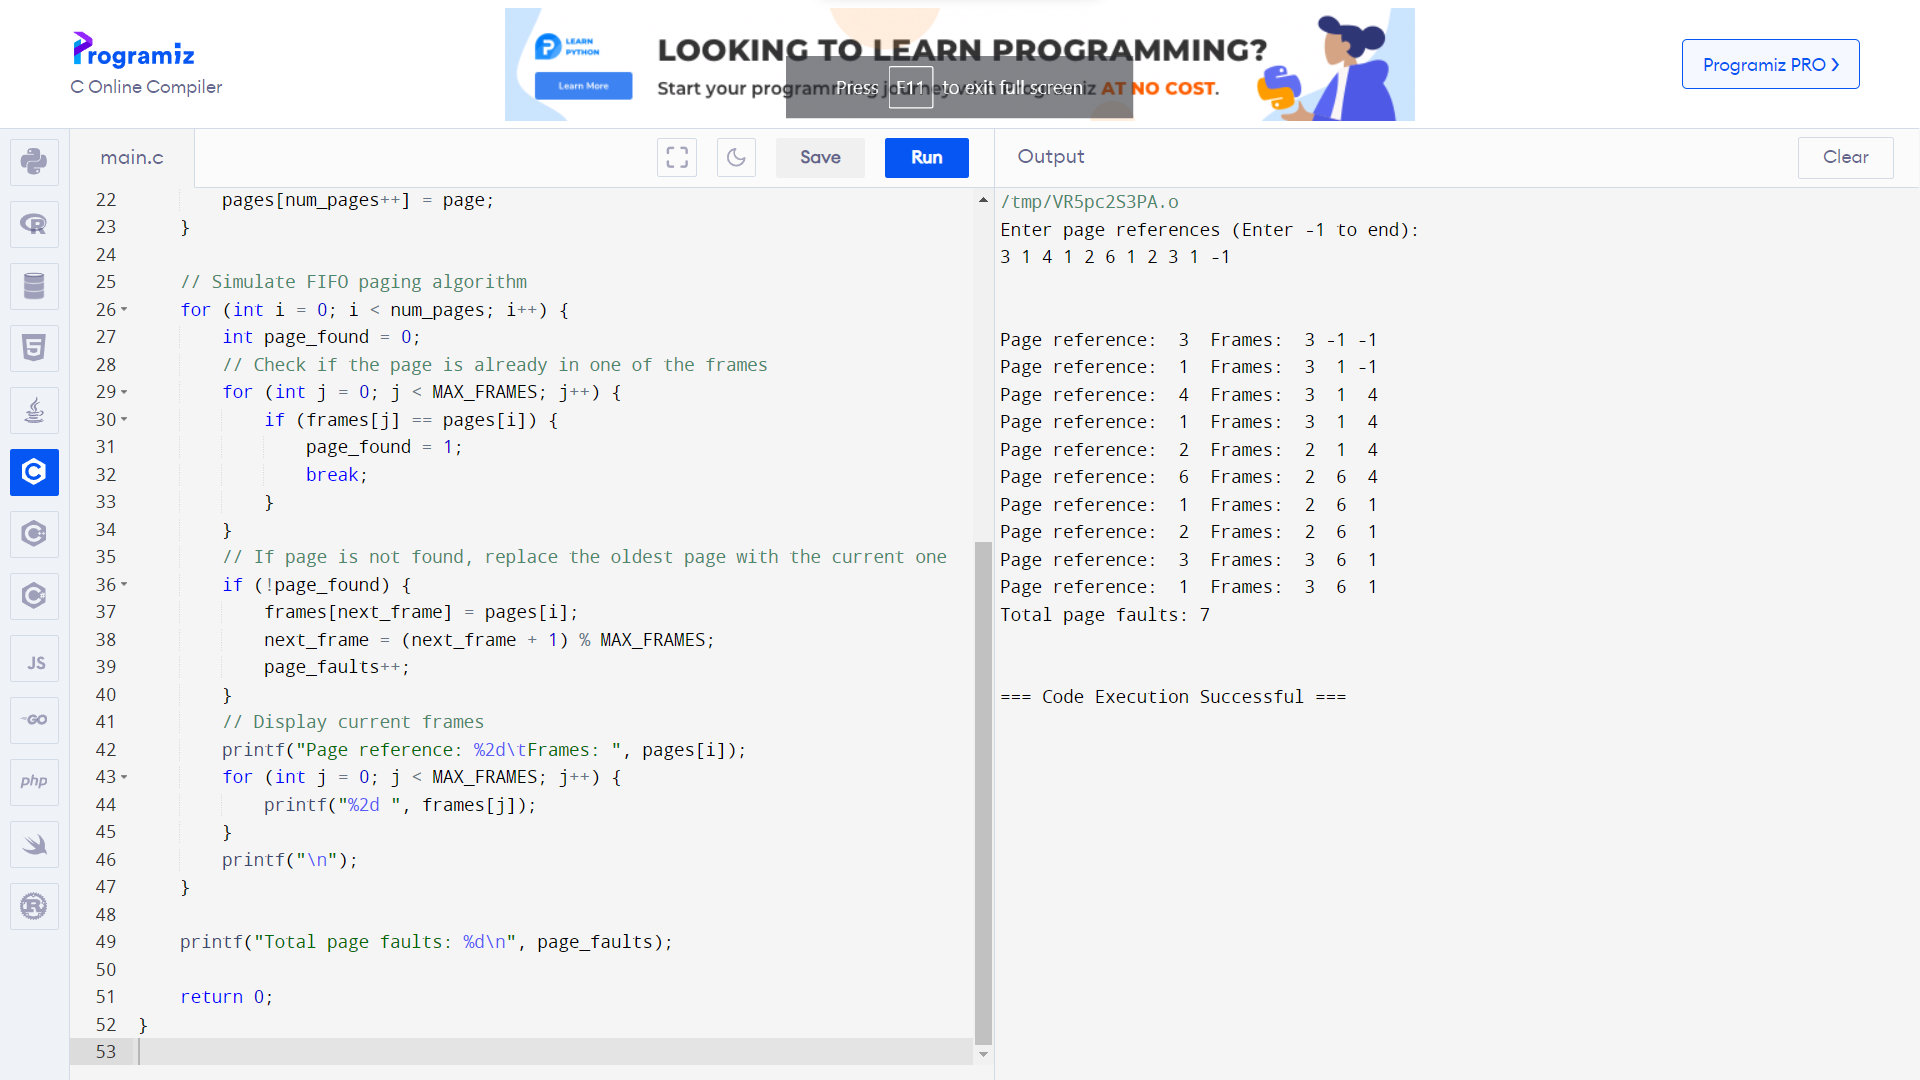 Programiz
C Online Compiler
LEARN
PYTHON
Learn More
LOOKING TO LEARN PROGRAMMING?
Start your programming journey with Programiz AT NO COST.
Press F11 to exit full screen
Programiz PRO
main.c
Save
Run
Output
Clear
22 pages[num_pages++] = page;
23 }
24
25 // Simulate FIFO paging algorithm
26 for (int i = 0; i < num_pages; i++) {
27 int page_found = 0;
28 // Check if the page is already in one of the frames
29 for (int j = 0; j < MAX_FRAMES; j++) {
30 if (frames[j] == pages[i]) {
31 page_found = 1;
32 break;
33 }
34 }
35 // If page is not found, replace the oldest page with the current one
36 if (!page_found) {
37 frames[next_frame] = pages[i];
38 next_frame = (next_frame + 1) % MAX_FRAMES;
39 page_faults++;
40 }
41 // Display current frames
42 printf("Page reference: %2d\tFrames: ", pages[i]);
43 for (int j = 0; j < MAX_FRAMES; j++) {
44 printf("%2d ", frames[j]);
45 }
46 printf("\n");
47 }
48
49 printf("Total page faults: %d\n", page_faults);
50
51 return 0;
52 }
53
/tmp/VR5pc2S3PA.o
Enter page references (Enter -1 to end):
3 1 4 1 2 6 1 2 3 1 -1
Page reference:  3  Frames:  3 -1 -1
Page reference:  1  Frames:  3  1 -1
Page reference:  4  Frames:  3  1  4
Page reference:  1  Frames:  3  1  4
Page reference:  2  Frames:  2  1  4
Page reference:  6  Frames:  2  6  4
Page reference:  1  Frames:  2  6  1
Page reference:  2  Frames:  2  6  1
Page reference:  3  Frames:  3  6  1
Page reference:  1  Frames:  3  6  1
Total page faults: 7
=== Code Execution Successful ===
R
5
C
C
C
JS
GO
php
R